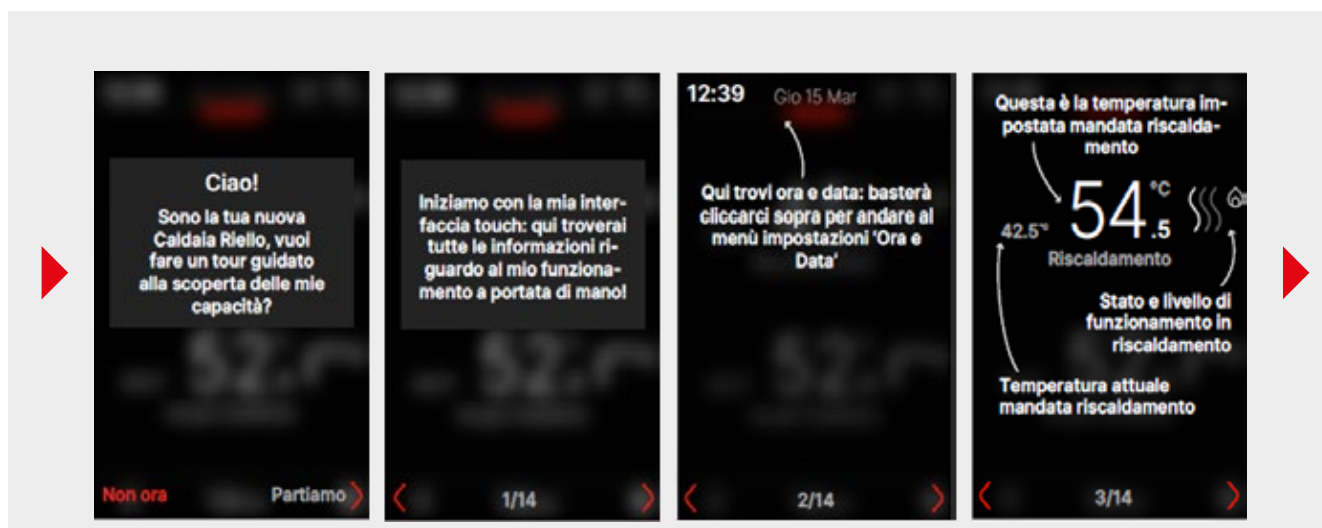 Ciao!
Sono la tua nuova
Caldaia Riello, vuoi
fare un tour guidato
alla scoperta delle mie
capacità?
Non ora
Partiamo
Iniziamo con la mia inter-
faccia touch: qui troverai
tutte le informazioni ri-
guardo al mio funziona-
mento a portata di mano!
1/14
12:39
Gio 15 Mar
Qui trovi ora e data: basterà
cliccarci sopra per andare al
menù impostazioni 'Ora e
Data'
2/14
Questa è la temperatura im-
postata mandata riscalda-
mento
54.5 °C
42.5°
Riscaldamento
Stato e livello di
funzionamento in
riscaldamento
Temperatura attuale
mandata riscaldamento
3/14